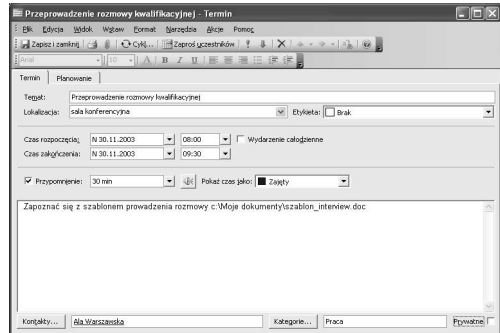 Przeprowadzenie rozmowy kwalifikacyjnej - Termin
Plik Edycja Widok Wstaw Format Narzędzia Akcje Pomoc
Zapisz i zamknij Cykl... Zaproś uczestników
Arial 10 A B I U
Termin Planowanie
Temat: Przeprowadzenie rozmowy kwalifikacyjnej
Lokalizacja: sala konferencyjna Etykieta: Brak
Czas rozpoczęcia: N 30.11.2003 08:00 Wydarzenie całodzienne
Czas zakończenia: N 30.11.2003 09:30
Przypomnienie: 30 min Pokaż czas jako: Zajęty
Zapoznać się z szablonem prowadzenia rozmowy c:\Moje dokumenty\szablon_interview.doc
Kontakty... Ala Warszawska Kategorie... Praca Prywatne